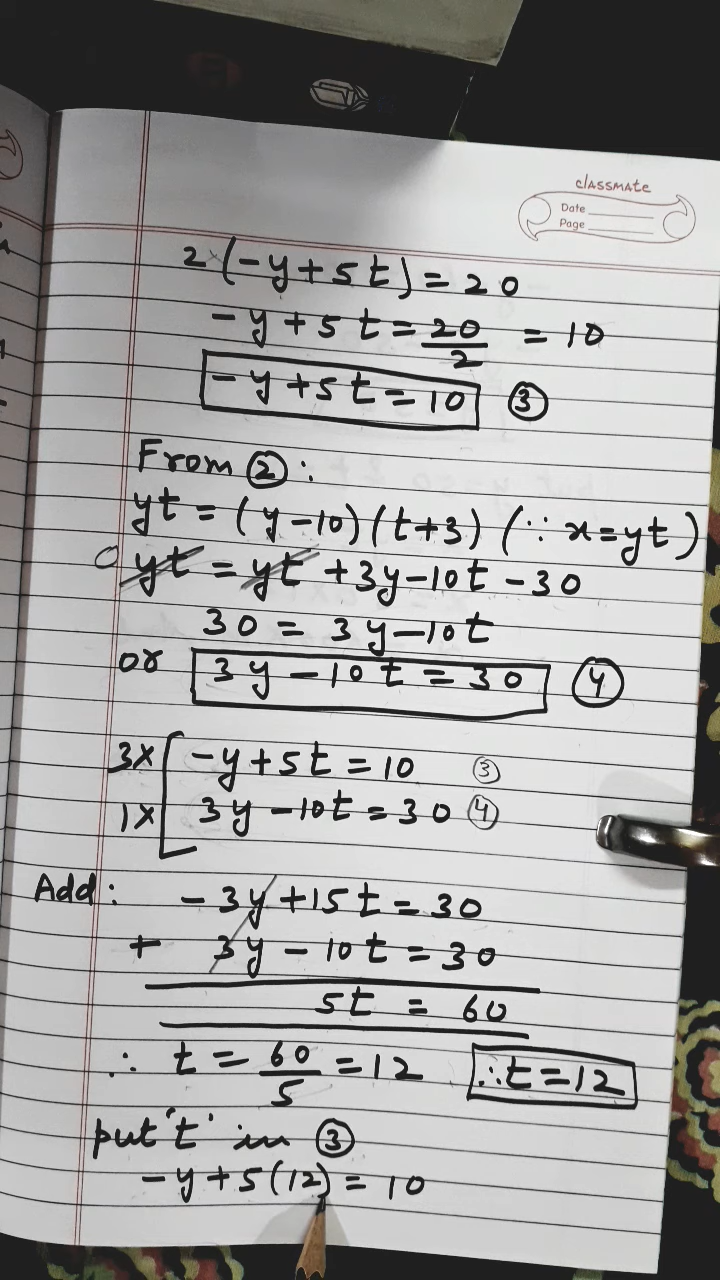 classmate
Date
Page
2(-y+5t)=20
-y+5t=20/2 =10
-y+5t=10 ③
From ②:
yt=(y-10)(t+3) (∵ x=yt)
yt=yt+3y-10t-30
30=3y-10t
or 3y-10t=30 ④
3× -y+5t=10 ③
1× 3y-10t=30 ④
Add: -3y+15t=30
+ 3y-10t=30
5t = 60
∴ t=60/5=12 ∴t=12
put 't' in ③
-y+5(12)=10